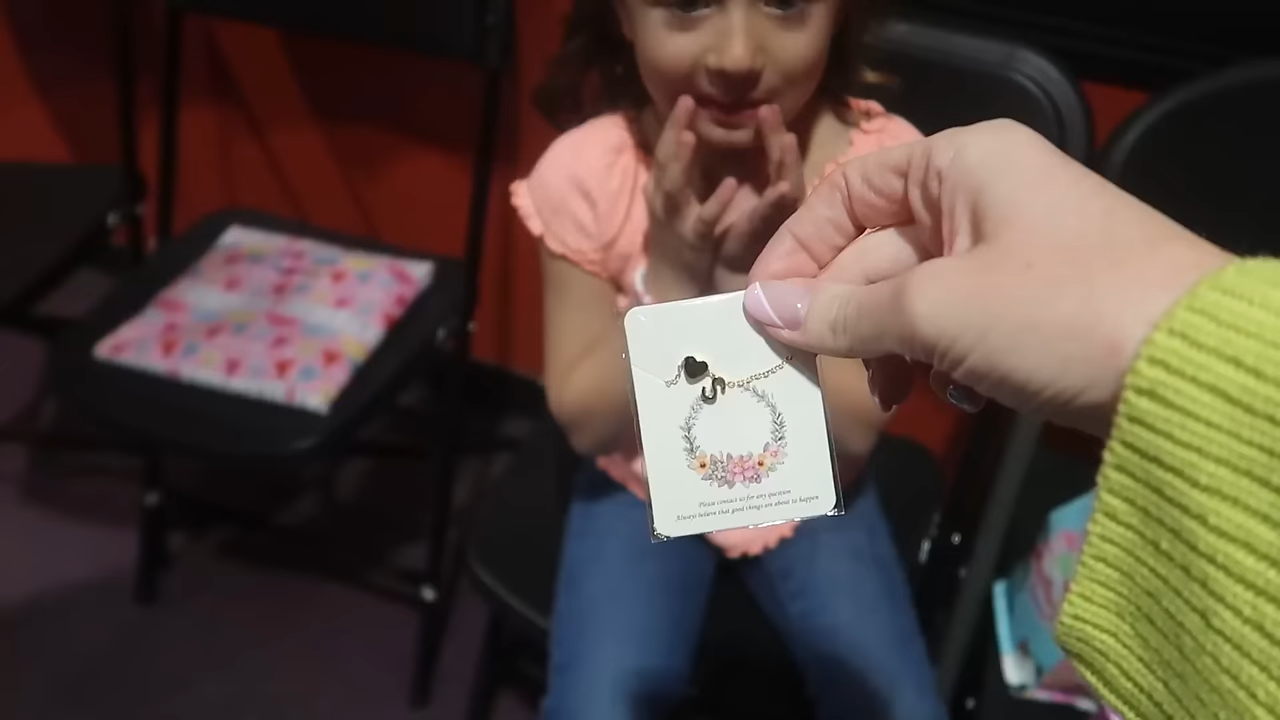 S
Please contact us for any question
Always believe that good things are about to happen